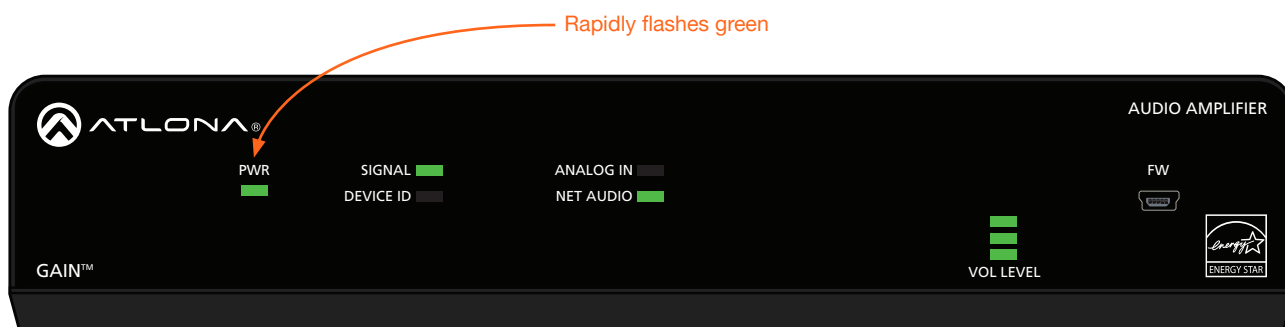 Rapidly flashes green
ATLONA®
AUDIO AMPLIFIER
PWR
SIGNAL
ANALOG IN
FW
DEVICE ID
NET AUDIO
energy
GAIN™
VOL LEVEL
ENERGY STAR